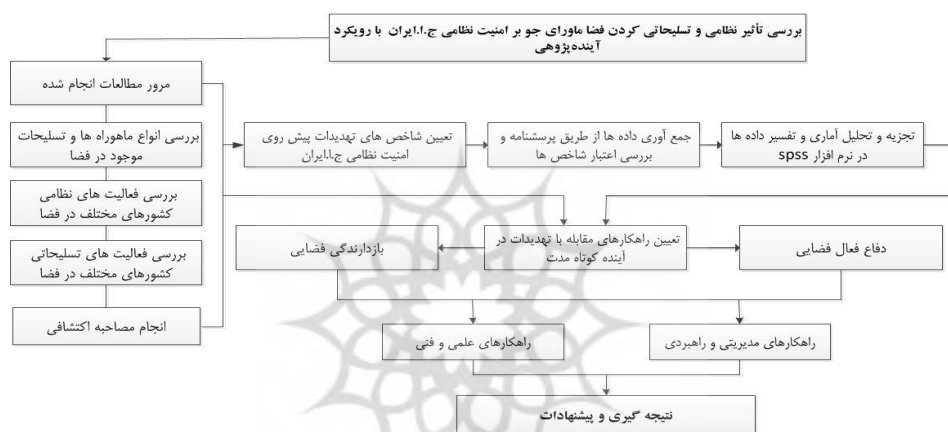 بررسی تأثیر نظامی و تسلیحاتی کردن فضا ماورای جو بر امنیت نظامی ج.ا.ایران با رویکرد
آینده‌پژوهی
مرور مطالعات انجام شده
بررسی انواع ماهوراه ها و تسلیحات
موجود در فضا
تعیین شاخص های تهدیدات پیش روی
امنیت نظامی ج.ا.ایران
جمع آوری داده ها از طریق پرسشنامه و
بررسی اعتبار شاخص ها
تجزیه و تحلیل آماری و تفسیر داده ها
در نرم افزار spss
بررسی فعالیت های نظامی
کشورهای مختلف در فضا
بررسی فعالیت های تسلیحاتی
کشورهای مختلف در فضا
بازدارندگی فضایی
تعیین راهکارهای مقابله با تهدیدات در
آینده کوتاه مدت
دفاع فعال فضایی
انجام مصاحبه اکتشافی
راهکارهای علمی و فنی
راهکارهای مدیریتی و راهبردی
نتیجه گیری و پیشنهادات